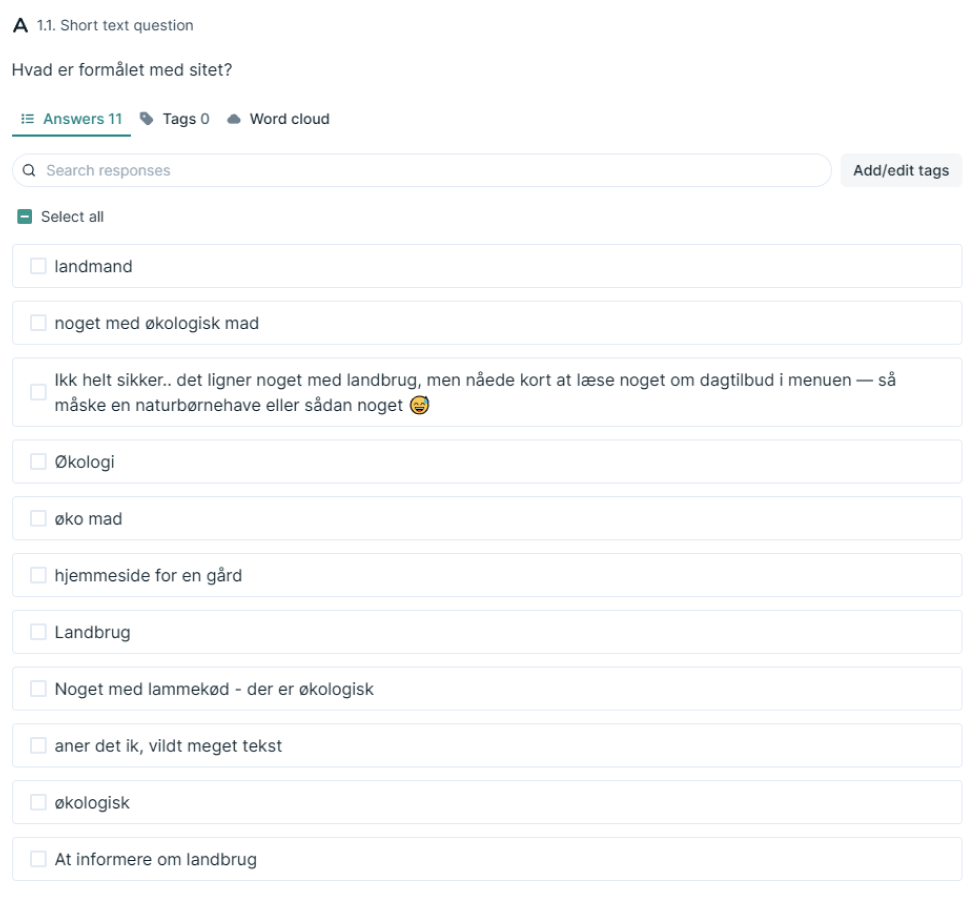 A 1.1. Short text question
Hvad er formålet med sitet?
Answers 11 Tags 0 Word cloud
Search responses Add/edit tags
Select all
landmand
noget med økologisk mad
Ikk helt sikker.. det ligner noget med landbrug, men nåede kort at læse noget om dagtilbud i menuen — så
måske en naturbørnehave eller sådan noget 😅
Økologi
øko mad
hjemmeside for en gård
Landbrug
Noget med lammekød - der er økologisk
aner det ik, vildt meget tekst
økologisk
At informere om landbrug